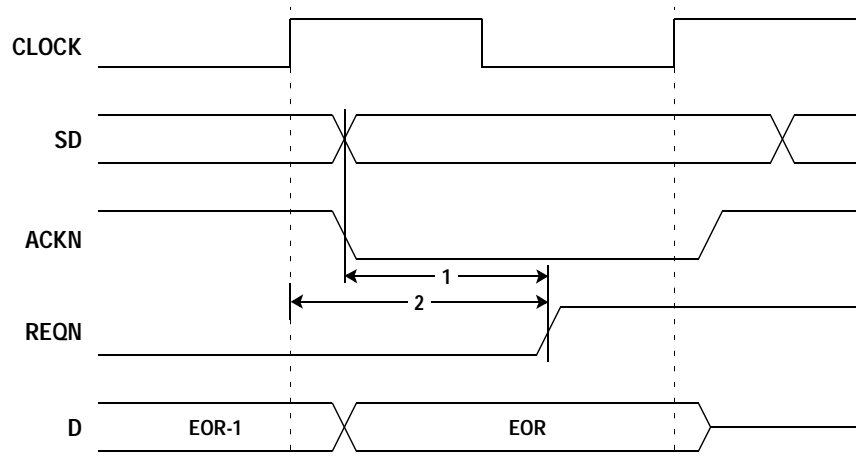 CLOCK
SD
ACKN
1
2
REQN
D EOR-1 EOR